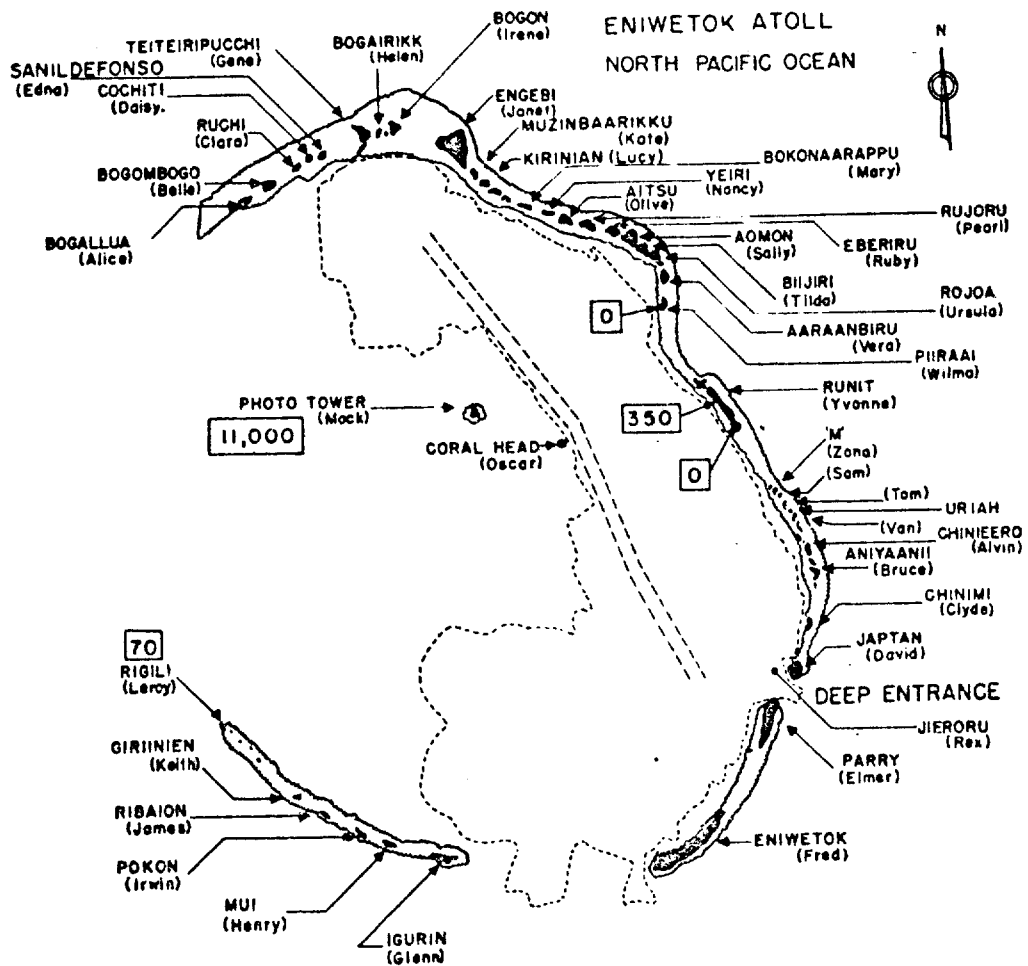 ENIWETOK ATOLL
NORTH PACIFIC OCEAN
N
BOGON
(Irene)
BOGAIRIKK
(Helen)
TEITEIRIPUCCHI
(Gene)
SANILDEFONSO
(Edna)
COCHITI
(Daisy.
RUCHI
(Clara)
BOGOMBOGO
(Belle)
BOGALLUA
(Alice)
ENGEBI
(Janet)
MUZINBAARIKKU
(Kate)
KIRINIAN (Lucy)
BOKONAARAPPU
(Mary)
YEIRI
(Nancy)
AITSU
(Olive)
RUJORU
(Pearl)
EBERIRU
(Ruby)
AOMON
(Sally)
BIIJIRI
(Tilda)
ROJOA
(Ursula)
AARAANBIRU
(Vera)
PIIRAAI
(Wilma)
0
RUNIT
(Yvonne)
350
0
PHOTO TOWER
(Mack)
11,000
CORAL HEAD
(Oscar)
'M'
(Zona)
(Sam)
(Tom)
URIAH
(Van)
CHINIEERO
(Alvin)
ANIYAANII
(Bruce)
CHINIMI
(Clyde)
JAPTAN
(David)
DEEP ENTRANCE
JIERORU
(Rex)
PARRY
(Elmer)
ENIWETOK
(Fred)
70
RIGILI
(Leroy)
GIRIINIEN
(Keith)
RIBAION
(James)
POKON
(Irwin)
MUI
(Henry)
IGURIN
(Glenn)